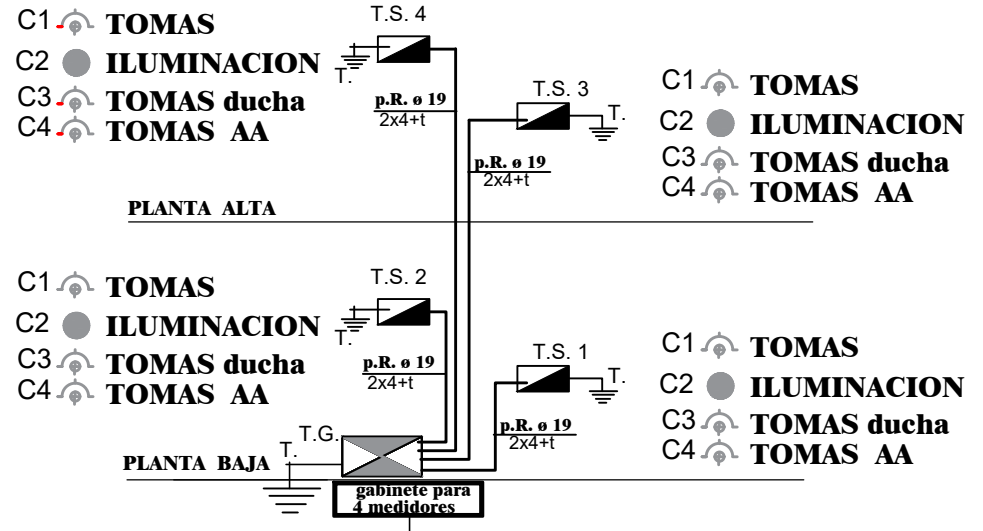 C1 TOMAS
C2 ILUMINACION
C3 TOMAS ducha
C4 TOMAS AA
T.S. 4
T.
p.R. ø 19
2x4+t
T.S. 3
T.
p.R. ø 19
2x4+t
C1 TOMAS
C2 ILUMINACION
C3 TOMAS ducha
C4 TOMAS AA
PLANTA ALTA
C1 TOMAS
C2 ILUMINACION
C3 TOMAS ducha
C4 TOMAS AA
T.S. 2
T.
p.R. ø 19
2x4+t
T.S. 1
T.
p.R. ø 19
2x4+t
C1 TOMAS
C2 ILUMINACION
C3 TOMAS ducha
C4 TOMAS AA
T.G.
T.
PLANTA BAJA
gabinete para
4 medidores